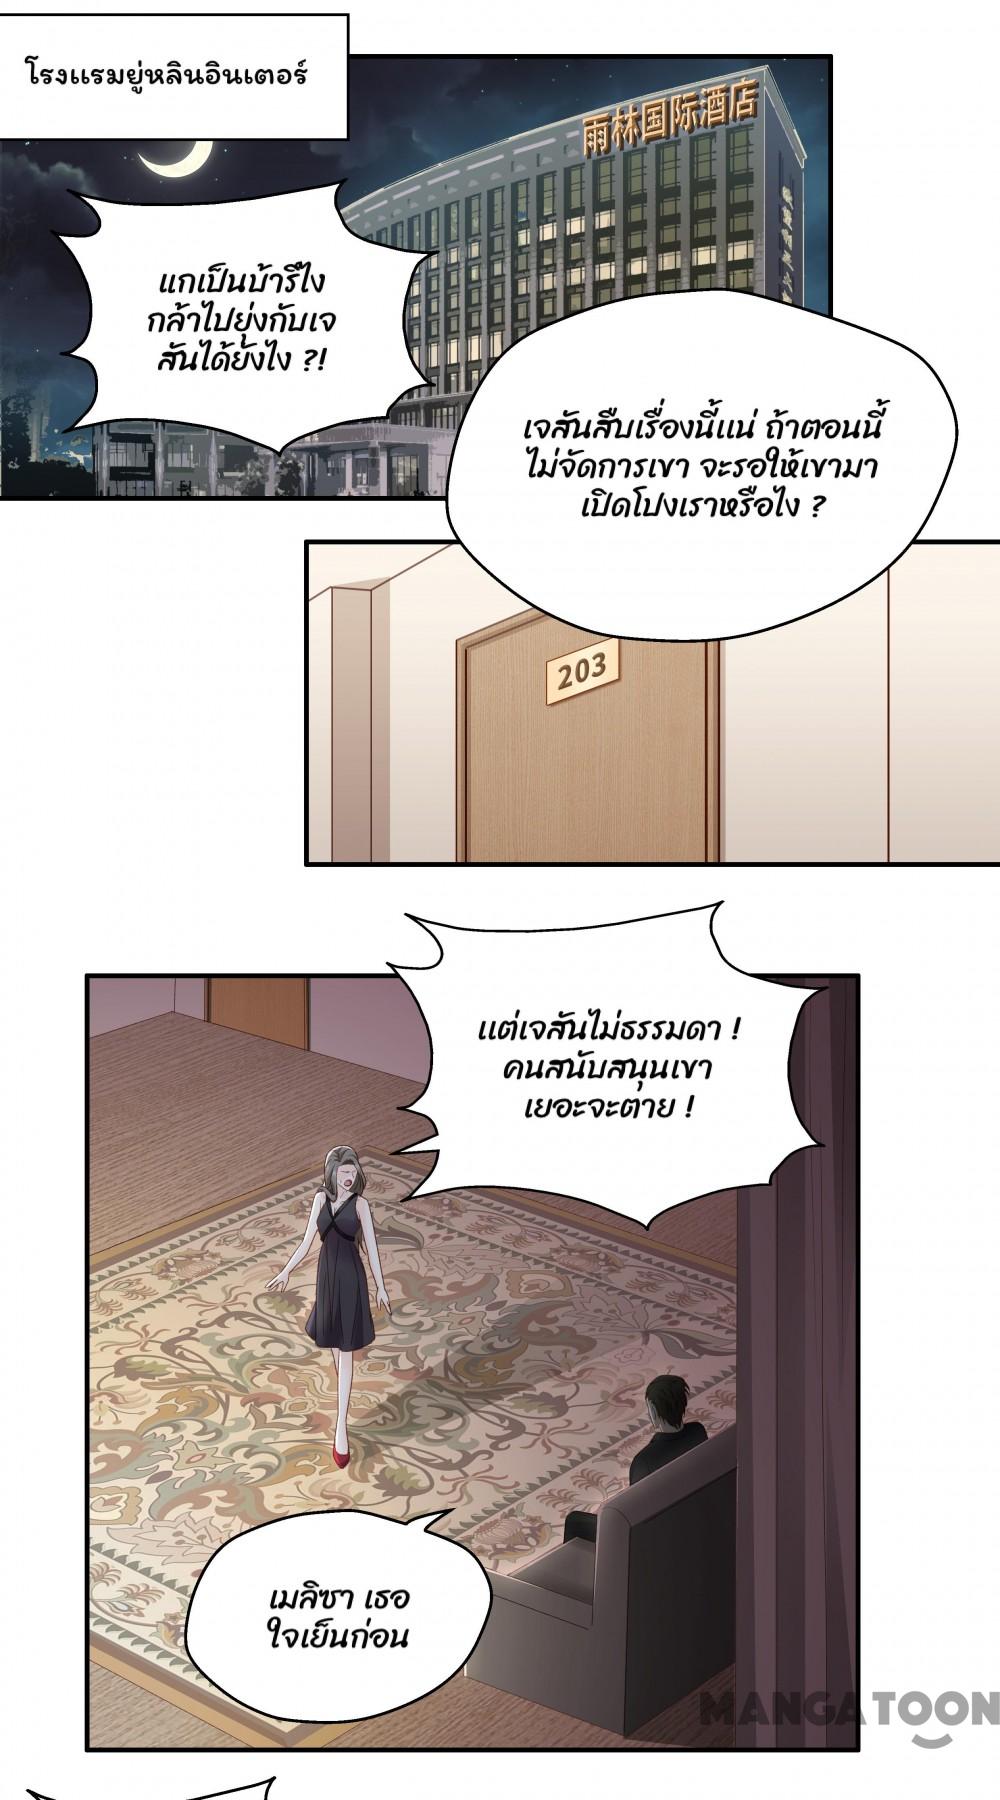 โรงแรมยู่หลินอินเตอร์
雨林国际酒店
แกเป็นบ้ารึไง
กล้าไปยุ่งกับเจ
สันได้ยังไง ?!
เจสันสืบเรื่องนี้แน่ ถ้าตอนนี้
ไม่จัดการเขา จะรอให้เขามา
เปิดโปงเราหรือไง ?
203
แต่เจสันไม่ธรรมดา !
คนสนับสนุนเขา
เยอะจะตาย !
เมลิซา เธอ
ใจเย็นก่อน
MANGATOON